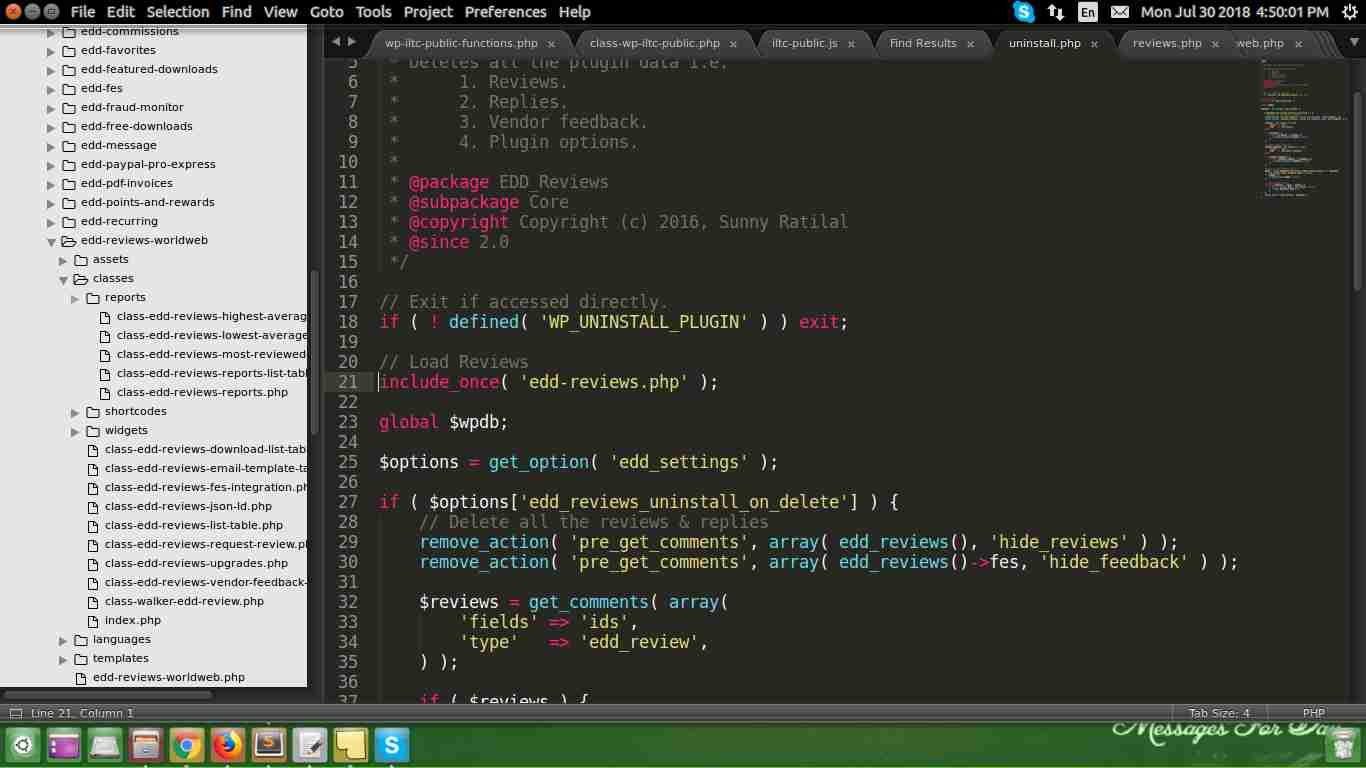 File Edit Selection Find View Goto Tools Project Preferences Help
En Mon Jul 30 2018 4:50:01 PM
edd-commissions
edd-favorites
edd-featured-downloads
edd-fes
edd-fraud-monitor
edd-free-downloads
edd-message
edd-paypal-pro-express
edd-pdf-invoices
edd-points-and-rewards
edd-recurring
edd-reviews-worldweb
assets
classes
reports
class-edd-reviews-highest-averag
class-edd-reviews-lowest-average
class-edd-reviews-most-reviewed
class-edd-reviews-reports-list-tabl
class-edd-reviews-reports.php
shortcodes
widgets
class-edd-reviews-download-list-tab
class-edd-reviews-email-template-ta
class-edd-reviews-fes-integration.ph
class-edd-reviews-json-ld.php
class-edd-reviews-list-table.php
class-edd-reviews-request-review.p
class-edd-reviews-upgrades.php
class-edd-reviews-vendor-feedback-
class-walker-edd-review.php
index.php
languages
templates
edd-reviews-worldweb.php
wp-iltc-public-functions.php × class-wp-iltc-public.php × iltc-public.js × Find Results × uninstall.php × reviews.php × web.php ×
5 * Deletes all the plugin data i.e.
6 * 1. Reviews.
7 * 2. Replies.
8 * 3. Vendor feedback.
9 * 4. Plugin options.
10 *
11 * @package EDD_Reviews
12 * @subpackage Core
13 * @copyright Copyright (c) 2016, Sunny Ratilal
14 * @since 2.0
15 */
16
17 // Exit if accessed directly.
18 if ( ! defined( 'WP_UNINSTALL_PLUGIN' ) ) exit;
19
20 // Load Reviews
21 include_once( 'edd-reviews.php' );
22
23 global $wpdb;
24
25 $options = get_option( 'edd_settings' );
26
27 if ( $options['edd_reviews_uninstall_on_delete'] ) {
28 // Delete all the reviews & replies
29 remove_action( 'pre_get_comments', array( edd_reviews(), 'hide_reviews' ) );
30 remove_action( 'pre_get_comments', array( edd_reviews()->fes, 'hide_feedback' ) );
31
32 $reviews = get_comments( array(
33 'fields' => 'ids',
34 'type' => 'edd_review',
35 ) );
36
37 if ( $reviews ) {
Line 21, Column 1 Tab Size: 4 PHP
Messages For Day